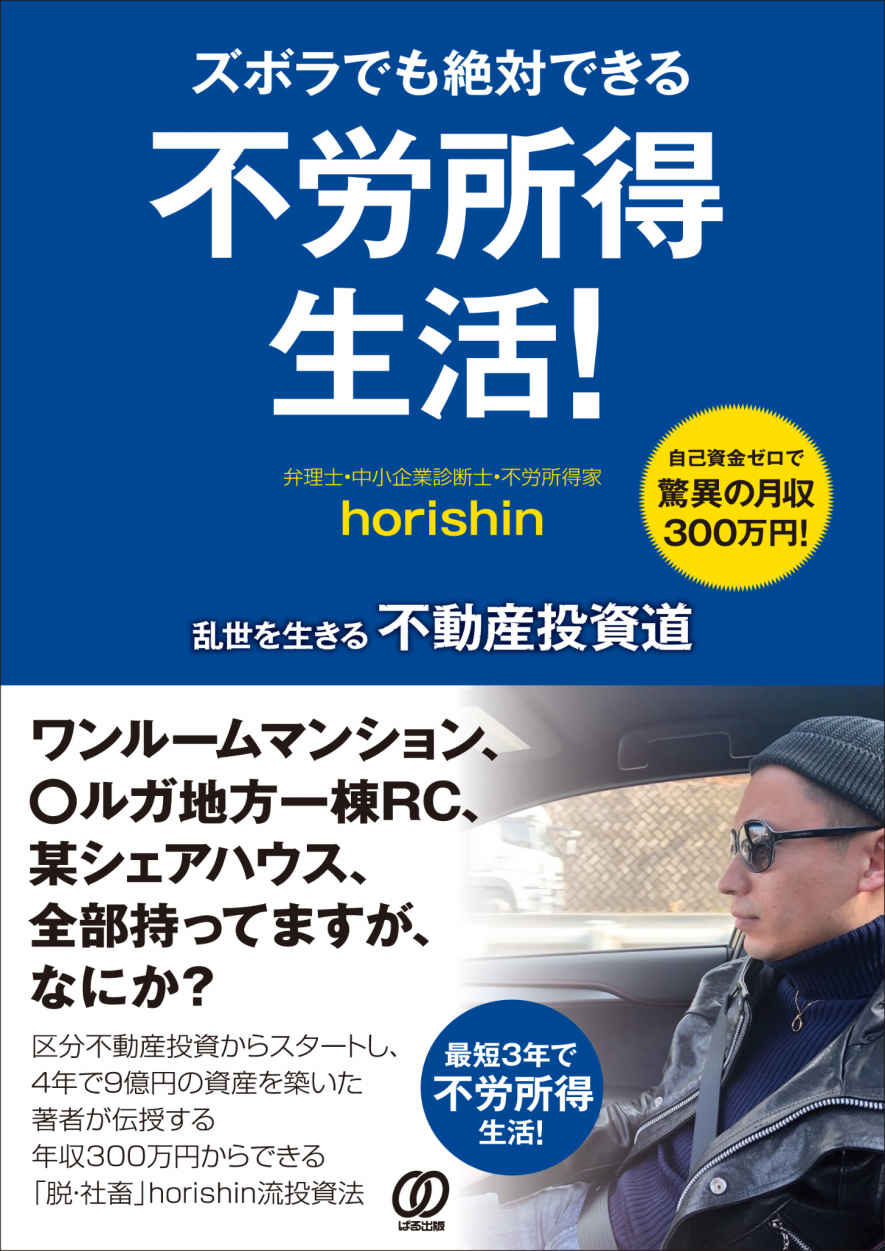 ズボラでも絶対できる
不労所得
生活!
弁理士・中小企業診断士・不労所得家
horishin
自己資金ゼロで
驚異の月収
300万円!
乱世を生きる 不動産投資道
ワンルームマンション、
〇ルガ地方一棟RC、
某シェアハウス、
全部持ってますが、
なにか?
区分不動産投資からスタートし、
4年で9億円の資産を築いた
著者が伝授する
年収300万円からできる
「脱・社畜」horishin流投資法
最短3年で
不労所得
生活!
ぱる出版